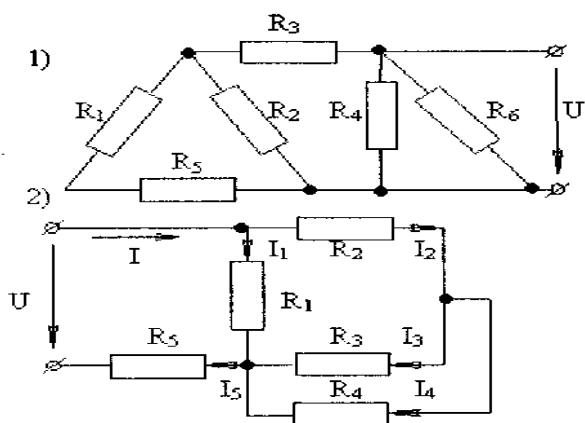 R₃
1)
R₁ R₂ R₄ R₆ U
R₅
2)
I I₁ R₂ I₂
U R₁
R₅ R₃ I₃
I₅ R₄ I₄